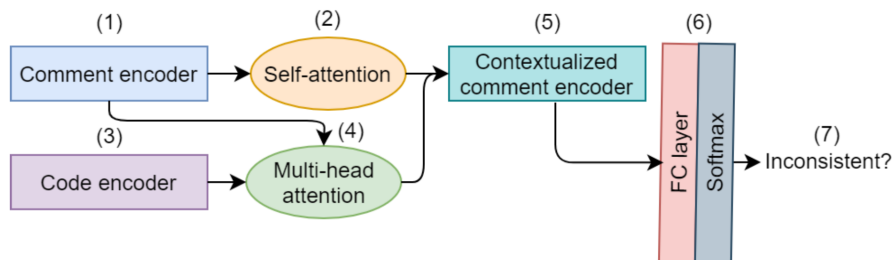 (1)
Comment encoder
(2)
Self-attention
(3)
Code encoder
(4)
Multi-head
attention
(5)
Contextualized
comment encoder
(6)
FC layer
Softmax
(7)
Inconsistent?